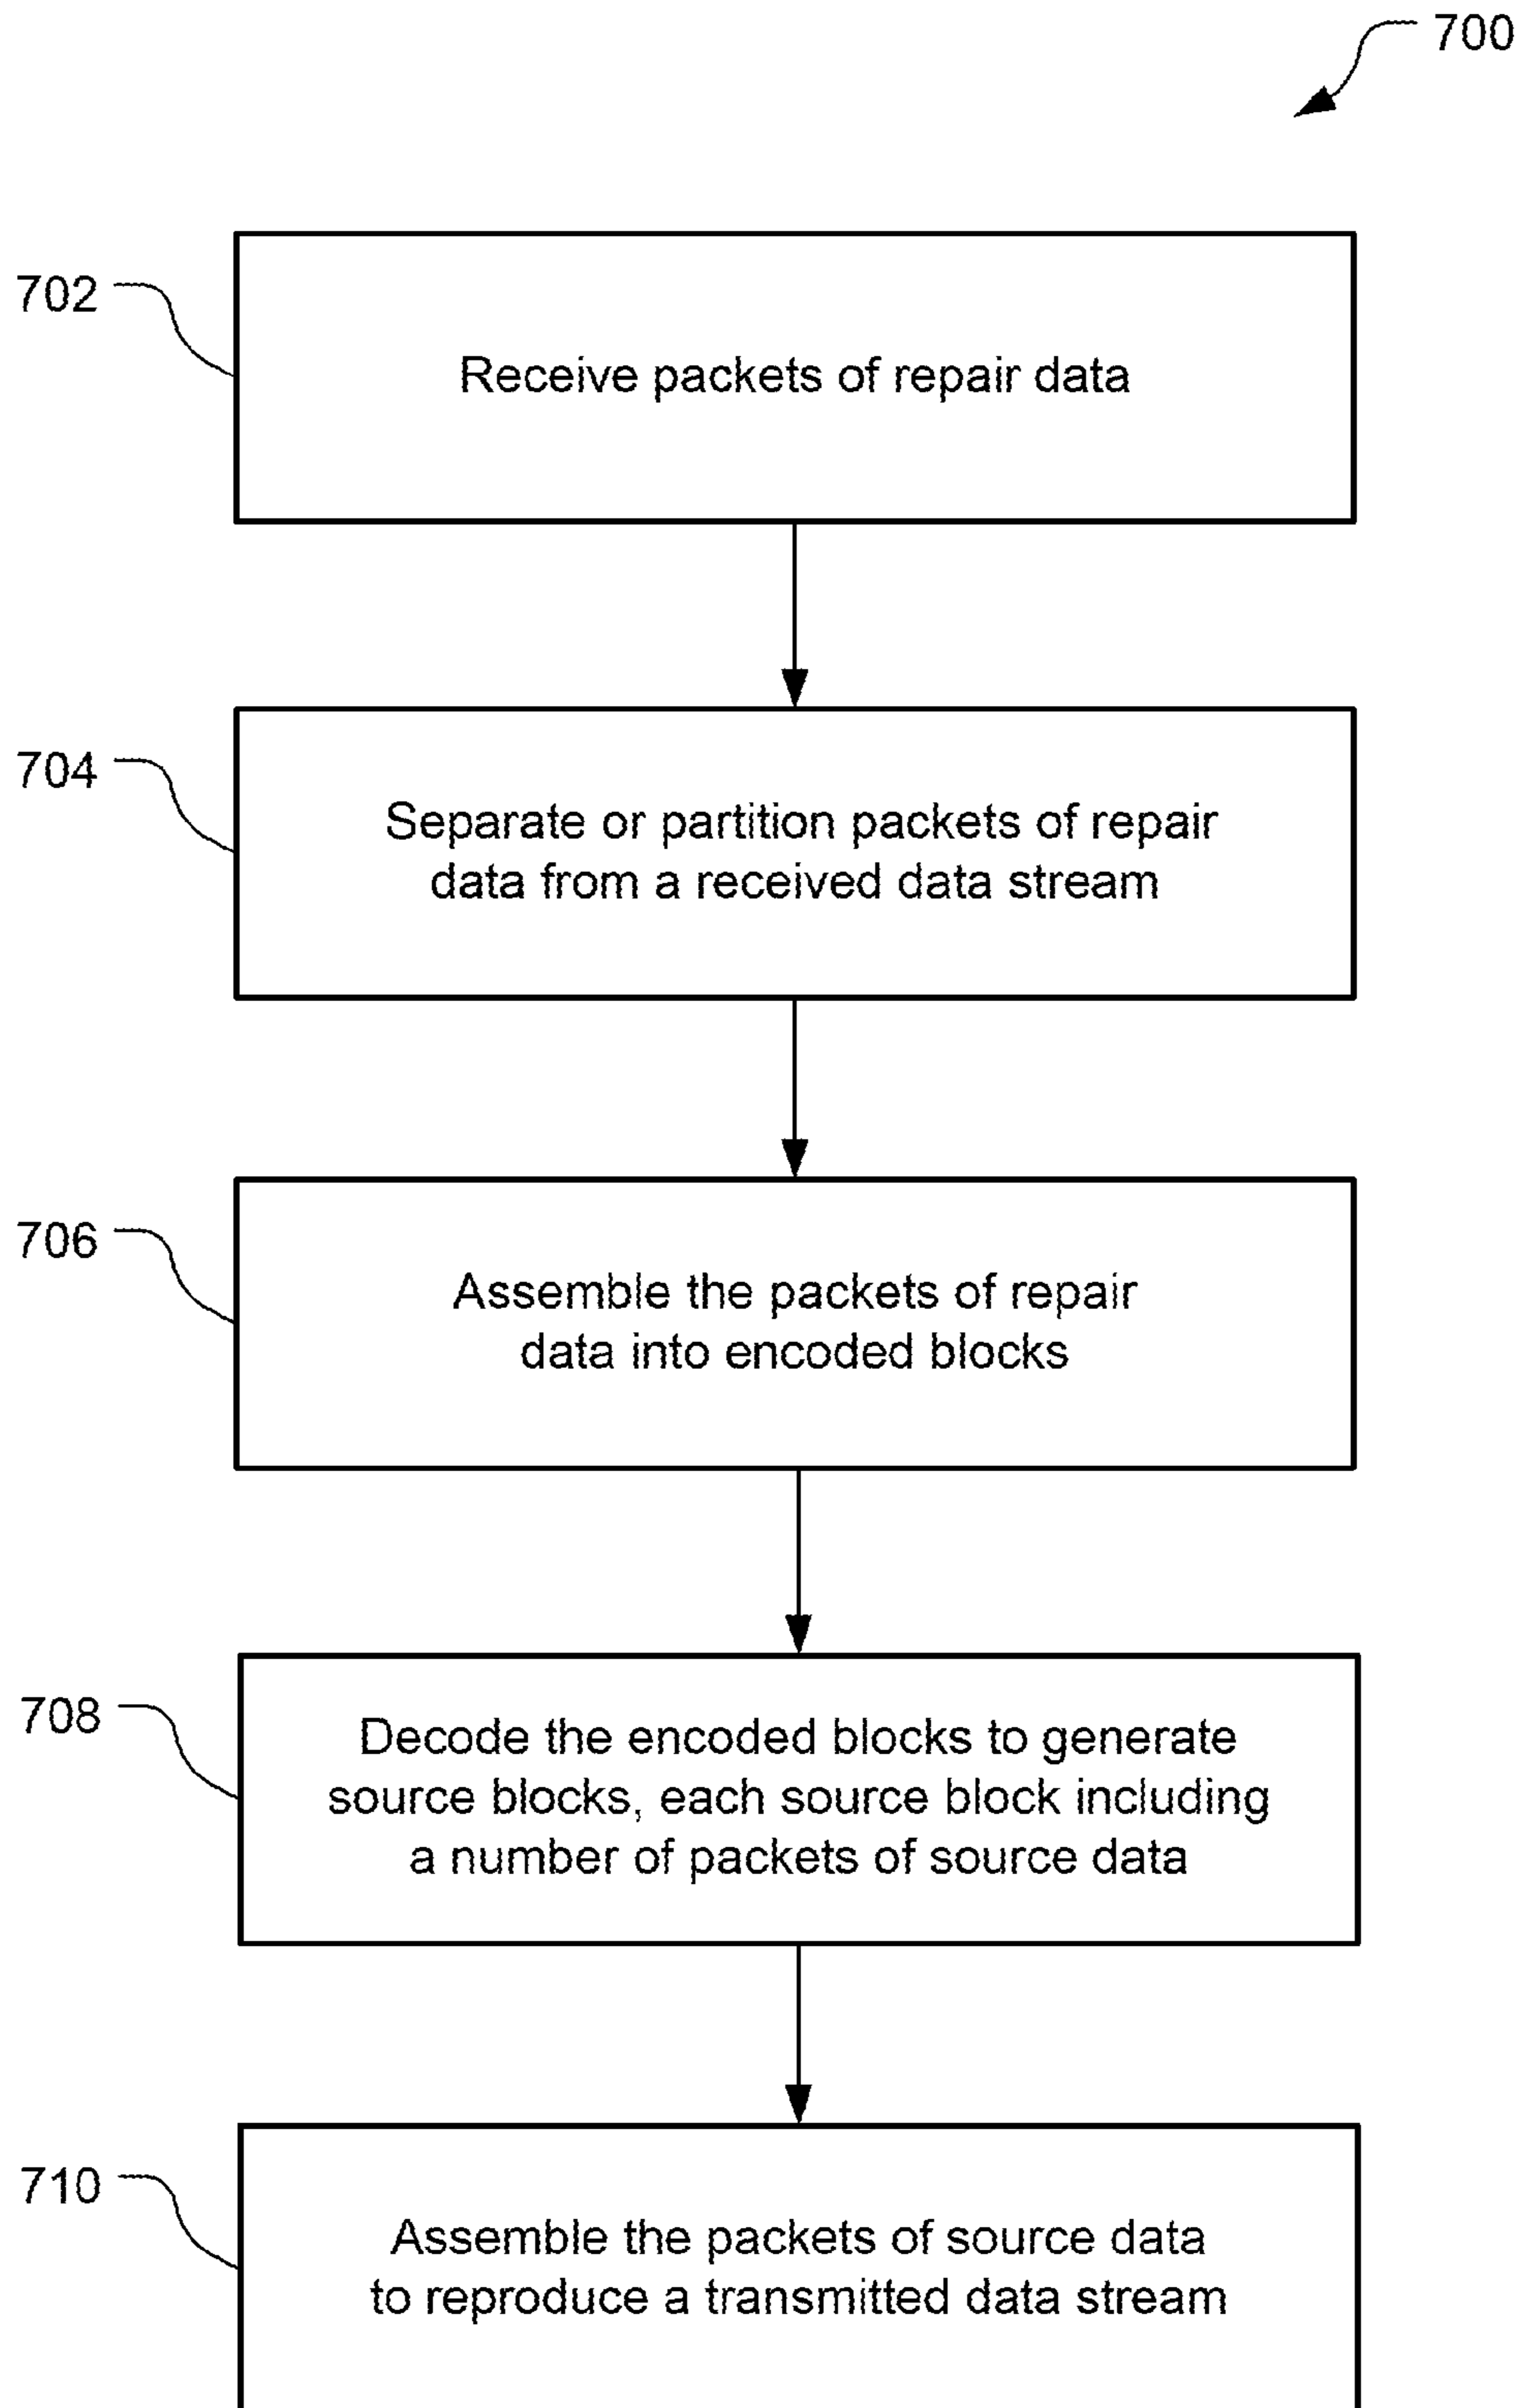 700
702
Receive packets of repair data
704
Separate or partition packets of repair
data from a received data stream
706
Assemble the packets of repair
data into encoded blocks
708
Decode the encoded blocks to generate
source blocks, each source block including
a number of packets of source data
710
Assemble the packets of source data
to reproduce a transmitted data stream